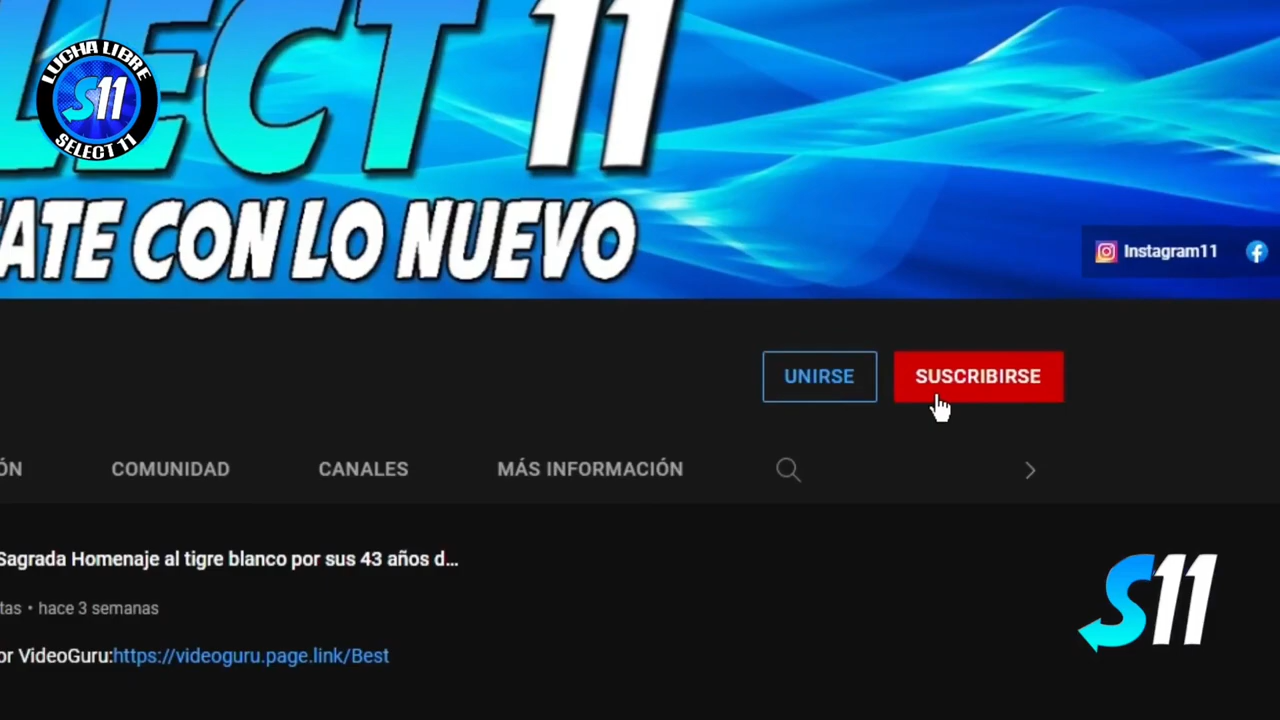 LECT 11
LUCHA LIBRE
S11
SELECT 11
ATE CON LO NUEVO
Instagram11
UNIRSE
SUSCRIBIRSE
ÓN
COMUNIDAD
CANALES
MÁS INFORMACIÓN
Sagrada Homenaje al tigre blanco por sus 43 años d...
tas • hace 3 semanas
or VideoGuru:https://videoguru.page.link/Best
S11